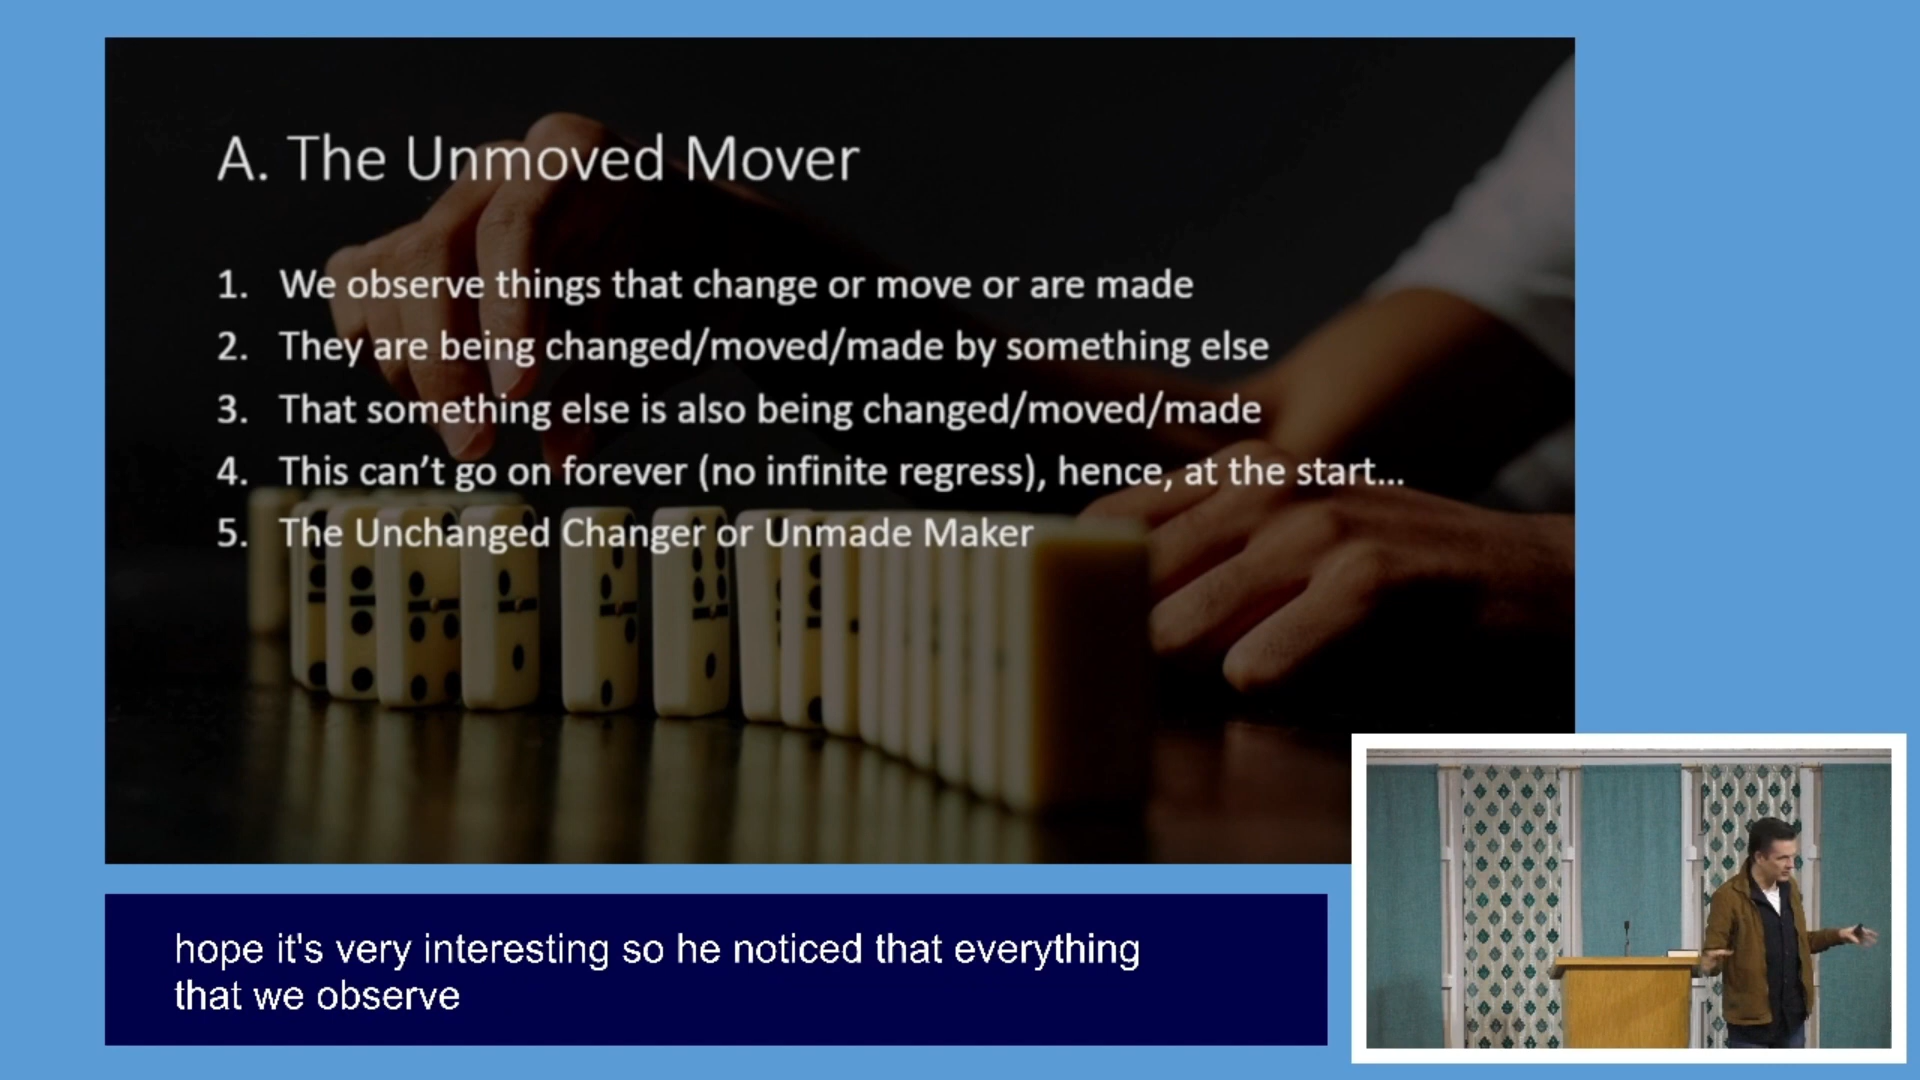 A. The Unmoved Mover
1. We observe things that change or move or are made
2. They are being changed/moved/made by something else
3. That something else is also being changed/moved/made
4. This can’t go on forever (no infinite regress), hence, at the start...
5. The Unchanged Changer or Unmade Maker
hope it's very interesting so he noticed that everything
that we observe